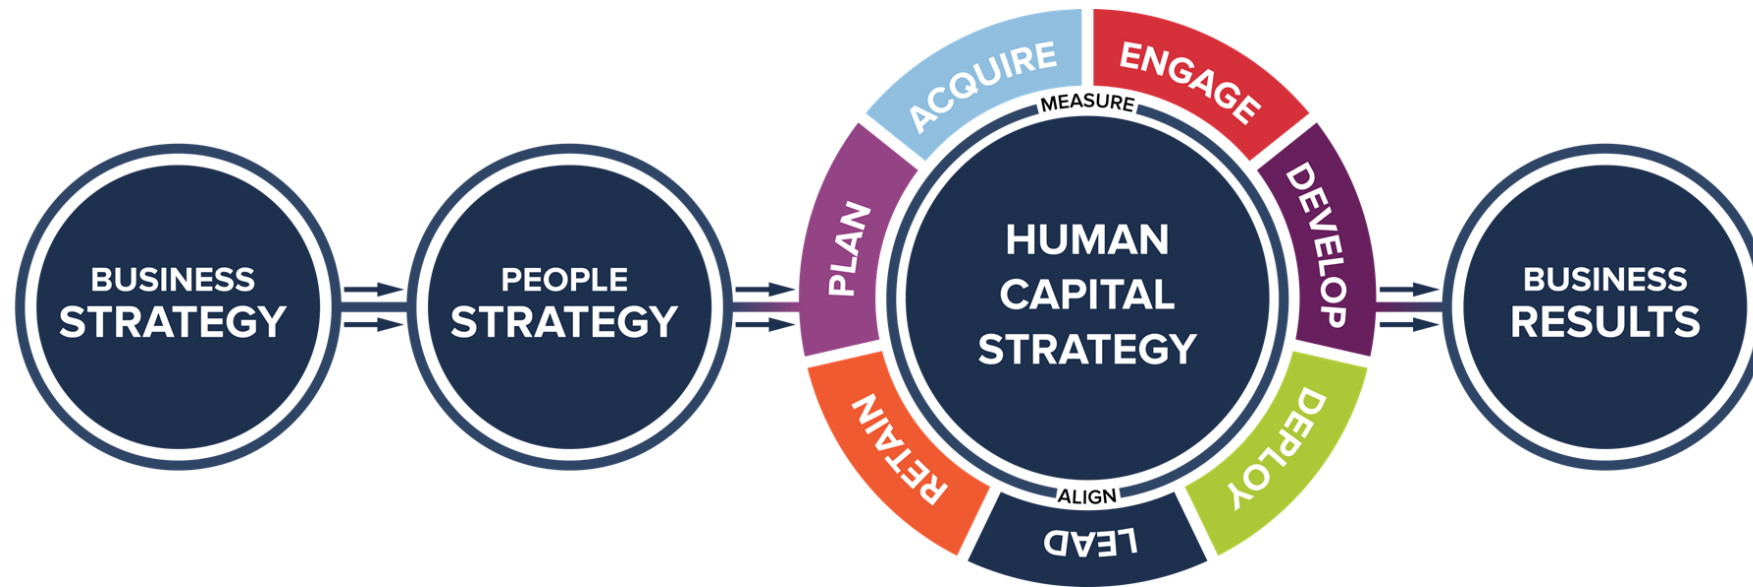 BUSINESS
STRATEGY
PEOPLE
STRATEGY
PLAN
ACQUIRE
ENGAGE
DEVELOP
DEPLOY
LEAD
RETAIN
MEASURE
HUMAN
CAPITAL
STRATEGY
ALIGN
BUSINESS
RESULTS